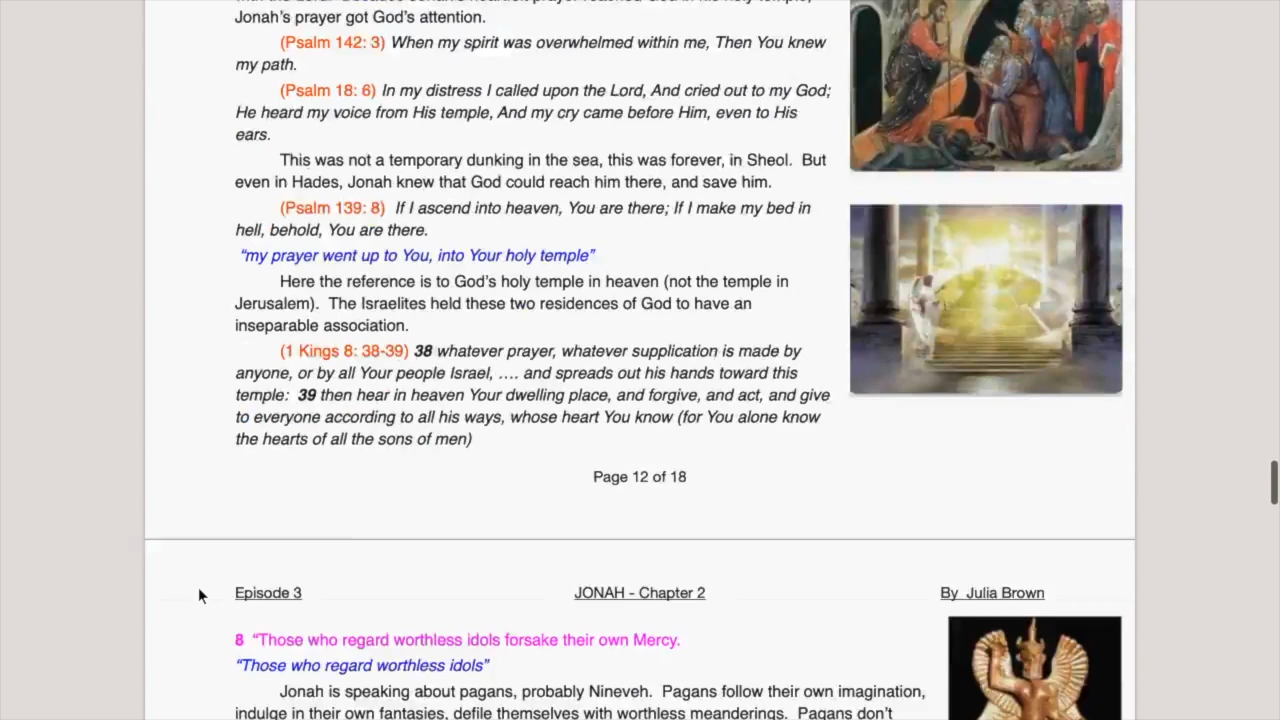 Jonah’s prayer got God’s attention.
(Psalm 142: 3) When my spirit was overwhelmed within me, Then You knew
my path.
(Psalm 18: 6) In my distress I called upon the Lord, And cried out to my God;
He heard my voice from His temple, And my cry came before Him, even to His
ears.
This was not a temporary dunking in the sea, this was forever, in Sheol. But
even in Hades, Jonah knew that God could reach him there, and save him.
(Psalm 139: 8) If I ascend into heaven, You are there; If I make my bed in
hell, behold, You are there.
“my prayer went up to You, into Your holy temple”
Here the reference is to God’s holy temple in heaven (not the temple in
Jerusalem). The Israelites held these two residences of God to have an
inseparable association.
(1 Kings 8: 38-39) 38 whatever prayer, whatever supplication is made by
anyone, or by all Your people Israel, .... and spreads out his hands toward this
temple: 39 then hear in heaven Your dwelling place, and forgive, and act, and give
to everyone according to all his ways, whose heart You know (for You alone know
the hearts of all the sons of men)
Page 12 of 18
Episode 3 JONAH - Chapter 2 By Julia Brown
8 “Those who regard worthless idols forsake their own Mercy.
“Those who regard worthless idols”
Jonah is speaking about pagans, probably Nineveh. Pagans follow their own imagination,
indulge in their own fantasies, defile themselves with worthless meanderings. Pagans don’t